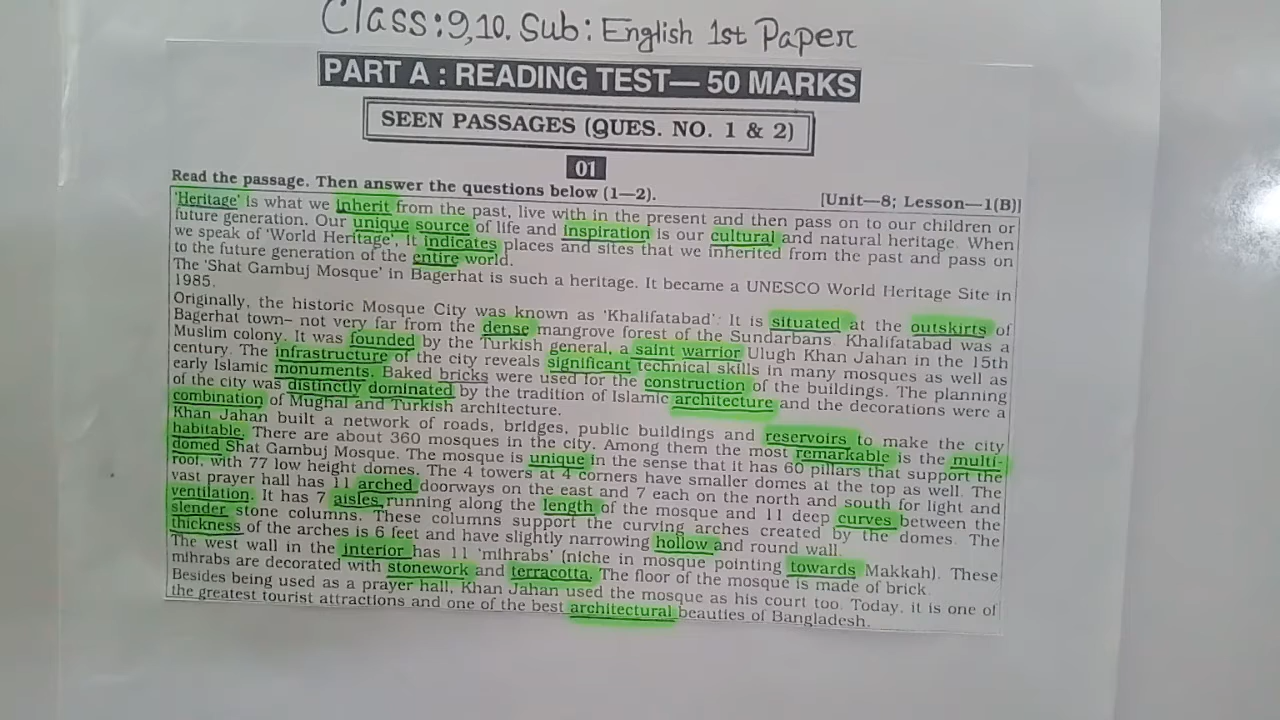 Class:9,10. Sub: English 1st Paper
PART A : READING TEST— 50 MARKS
SEEN PASSAGES (QUES. NO. 1 & 2)
01
Read the passage. Then answer the questions below (1—2). [Unit—8; Lesson—1(B)]
'Heritage' is what we inherit from the past, live with in the present and then pass on to our children or
future generation. Our unique source of life and inspiration is our cultural and natural heritage. When
we speak of 'World Heritage'. It indicates places and sites that we inherited from the past and pass on
to the future generation of the entire world.
The 'Shat Gambuj Mosque' in Bagerhat is such a heritage. It became a UNESCO World Heritage Site in
1985.
Originally, the historic Mosque City was known as 'Khalifatabad'. It is situated at the outskirts of
Bagerhat town– not very far from the dense mangrove forest of the Sundarbans. Khalifatabad was a
Muslim colony. It was founded by the Turkish general, a saint warrior Ulugh Khan Jahan in the 15th
century. The infrastructure of the city reveals significant technical skills in many mosques as well as
early Islamic monuments. Baked bricks were used for the construction of the buildings. The planning
of the city was distinctly dominated by the tradition of Islamic architecture and the decorations were a
combination of Mughal and Turkish architecture.
Khan Jahan built a network of roads, bridges, public buildings and reservoirs to make the city
habitable. There are about 360 mosques in the city. Among them the most remarkable is the multi-
domed Shat Gambuj Mosque. The mosque is unique in the sense that it has 60 pillars that support the
roof, with 77 low height domes. The 4 towers at 4 corners have smaller domes at the top as well. The
vast prayer hall has 11 arched doorways on the east and 7 each on the north and south for light and
ventilation. It has 7 aisles running along the length of the mosque and 11 deep curves between the
slender stone columns. These columns support the curving arches created by the domes. The
thickness of the arches is 6 feet and have slightly narrowing hollow and round wall.
The west wall in the interior has 11 'mihrabs' (niche in mosque pointing towards Makkah). These
mihrabs are decorated with stonework and terracotta. The floor of the mosque is made of brick.
Besides being used as a prayer hall, Khan Jahan used the mosque as his court too. Today, it is one of
the greatest tourist attractions and one of the best architectural beauties of Bangladesh.